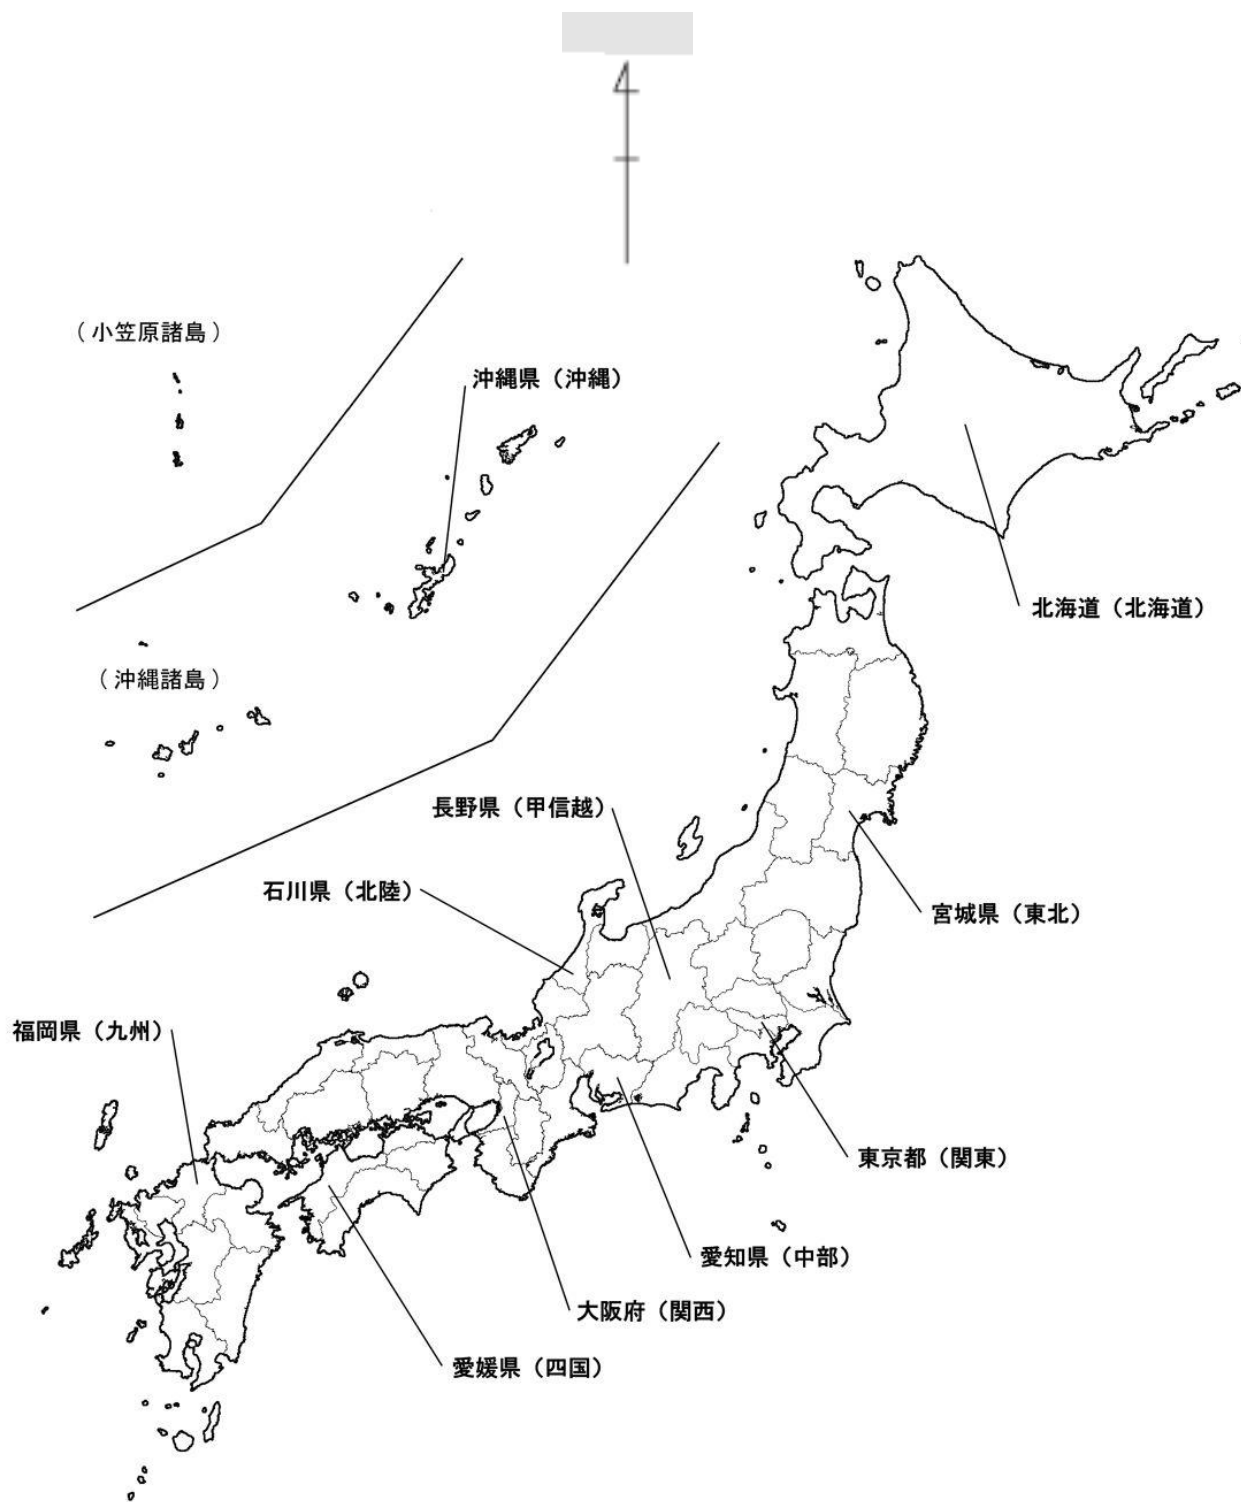 （小笠原諸島）
沖縄県（沖縄）
北海道（北海道）
（沖縄諸島）
長野県（甲信越）
石川県（北陸）
宮城県（東北）
福岡県（九州）
東京都（関東）
愛知県（中部）
大阪府（関西）
愛媛県（四国）